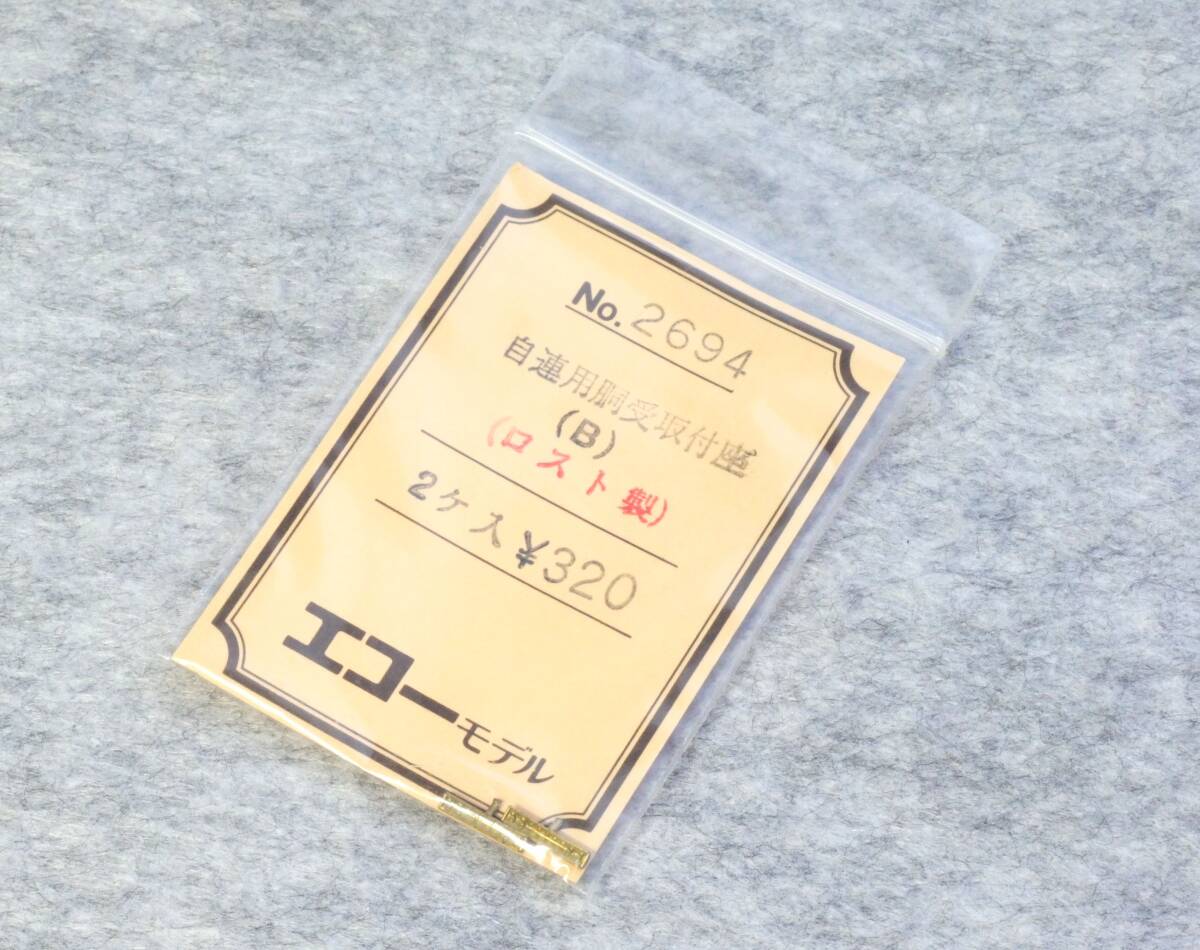 No. 2694
自連用胴受取付座
(B)
(ロスト製)
2ケ入 ¥320
エコーモデル